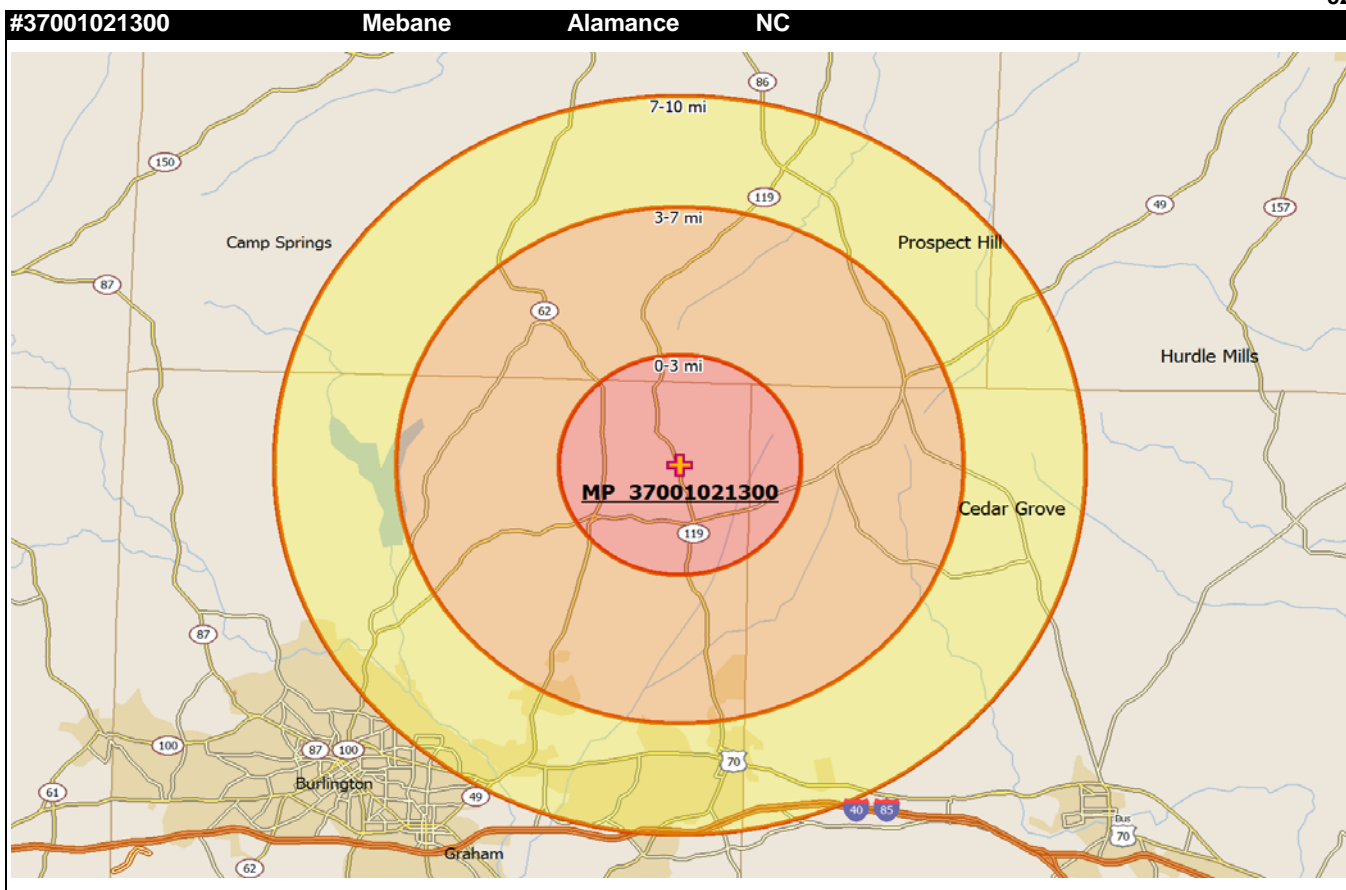 #37001021300 Mebane Alamance NC
86
7-10 mi
150
119
49
157
3-7 mi
Camp Springs
Prospect Hill
87
62
Hurdle Mills
0-3 mi
MP 37001021300
Cedar Grove
119
87
100
87
100
70
Burlington
61
49
40
85
Bus
70
Graham
62